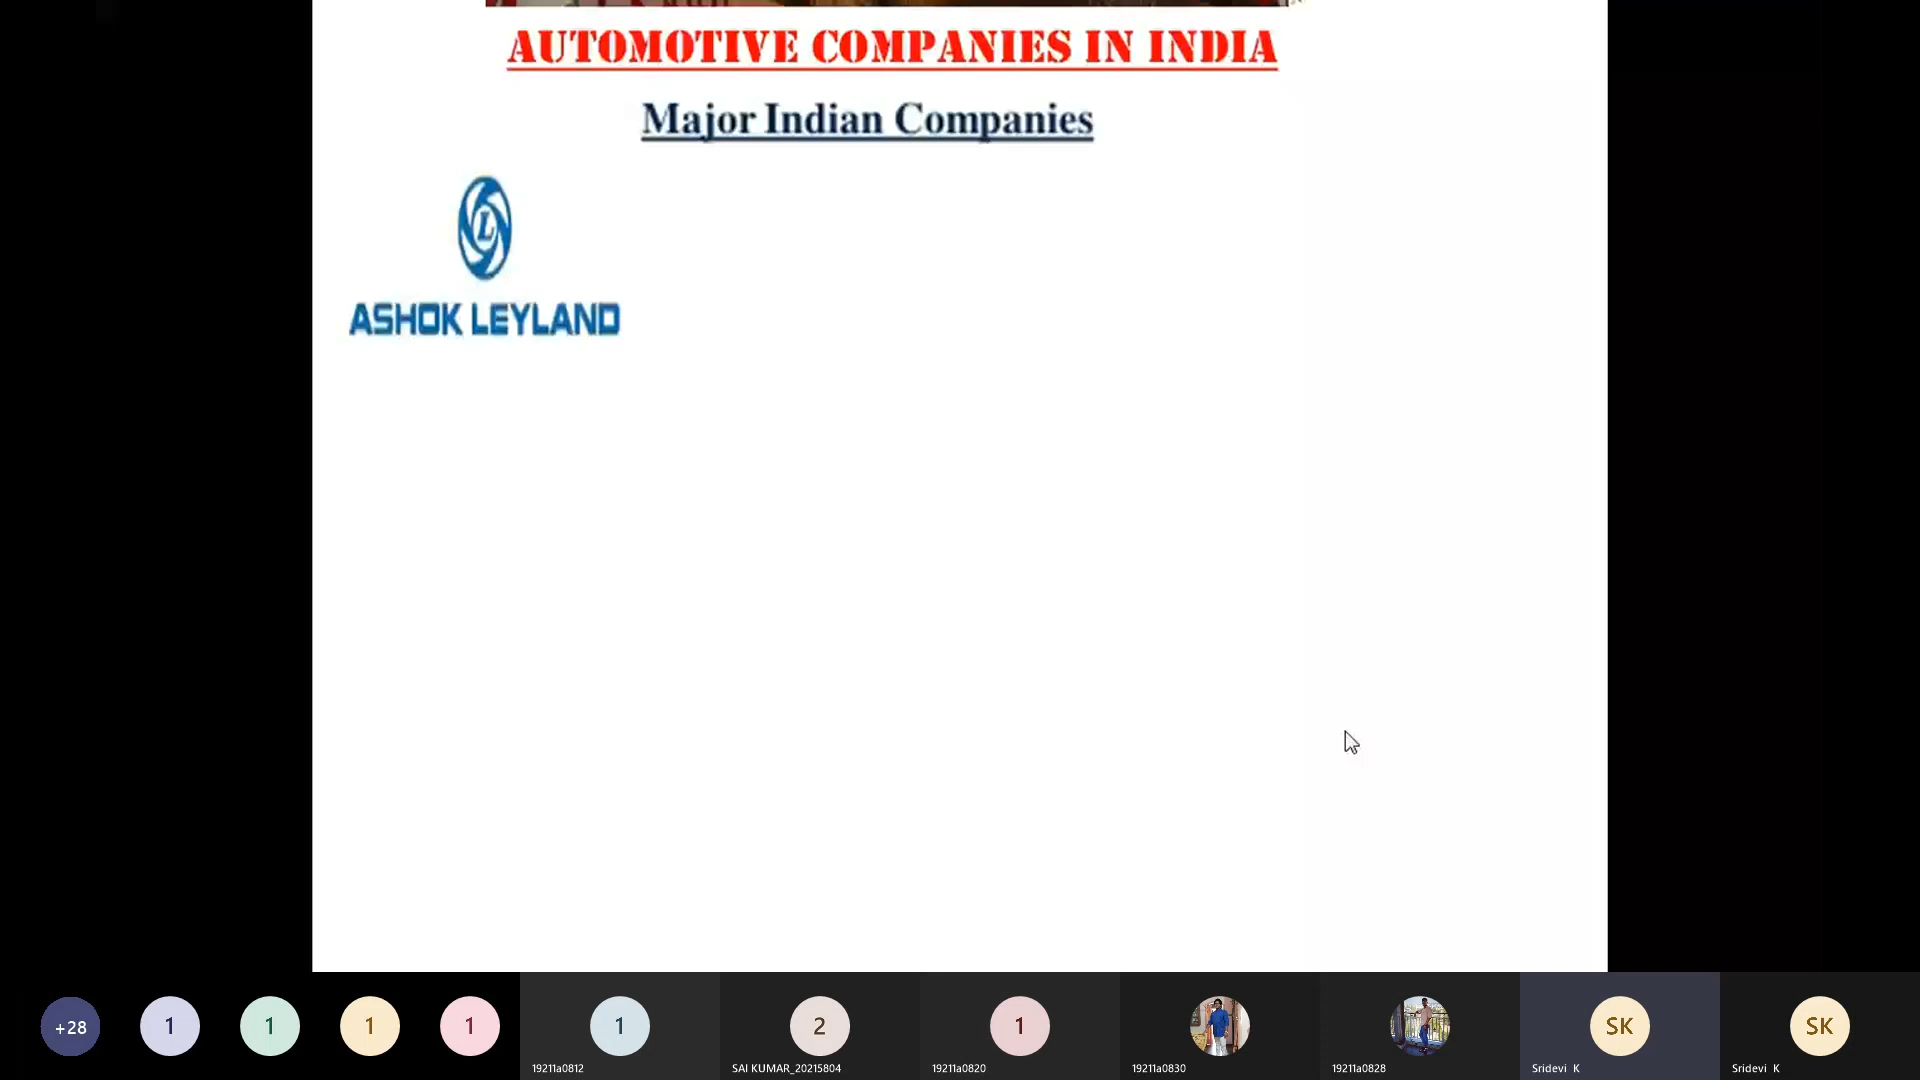 AUTOMOTIVE COMPANIES IN INDIA
Major Indian Companies
L
ASHOK LEYLAND
+28
1
1
1
1
1
2
1
SK
SK
19211a0812
SAI KUMAR_20215804
19211a0820
19211a0830
19211a0828
Sridevi K
Sridevi K